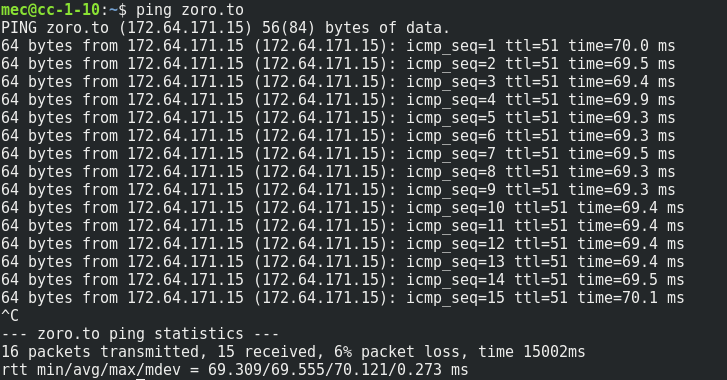 mec@cc-1-10:~$ ping zoro.to
PING zoro.to (172.64.171.15) 56(84) bytes of data.
64 bytes from 172.64.171.15 (172.64.171.15): icmp_seq=1 ttl=51 time=70.0 ms
64 bytes from 172.64.171.15 (172.64.171.15): icmp_seq=2 ttl=51 time=69.5 ms
64 bytes from 172.64.171.15 (172.64.171.15): icmp_seq=3 ttl=51 time=69.4 ms
64 bytes from 172.64.171.15 (172.64.171.15): icmp_seq=4 ttl=51 time=69.9 ms
64 bytes from 172.64.171.15 (172.64.171.15): icmp_seq=5 ttl=51 time=69.3 ms
64 bytes from 172.64.171.15 (172.64.171.15): icmp_seq=6 ttl=51 time=69.3 ms
64 bytes from 172.64.171.15 (172.64.171.15): icmp_seq=7 ttl=51 time=69.5 ms
64 bytes from 172.64.171.15 (172.64.171.15): icmp_seq=8 ttl=51 time=69.3 ms
64 bytes from 172.64.171.15 (172.64.171.15): icmp_seq=9 ttl=51 time=69.3 ms
64 bytes from 172.64.171.15 (172.64.171.15): icmp_seq=10 ttl=51 time=69.4 ms
64 bytes from 172.64.171.15 (172.64.171.15): icmp_seq=11 ttl=51 time=69.4 ms
64 bytes from 172.64.171.15 (172.64.171.15): icmp_seq=12 ttl=51 time=69.4 ms
64 bytes from 172.64.171.15 (172.64.171.15): icmp_seq=13 ttl=51 time=69.4 ms
64 bytes from 172.64.171.15 (172.64.171.15): icmp_seq=14 ttl=51 time=69.5 ms
64 bytes from 172.64.171.15 (172.64.171.15): icmp_seq=15 ttl=51 time=70.1 ms
^C
--- zoro.to ping statistics ---
16 packets transmitted, 15 received, 6% packet loss, time 15002ms
rtt min/avg/max/mdev = 69.309/69.555/70.121/0.273 ms